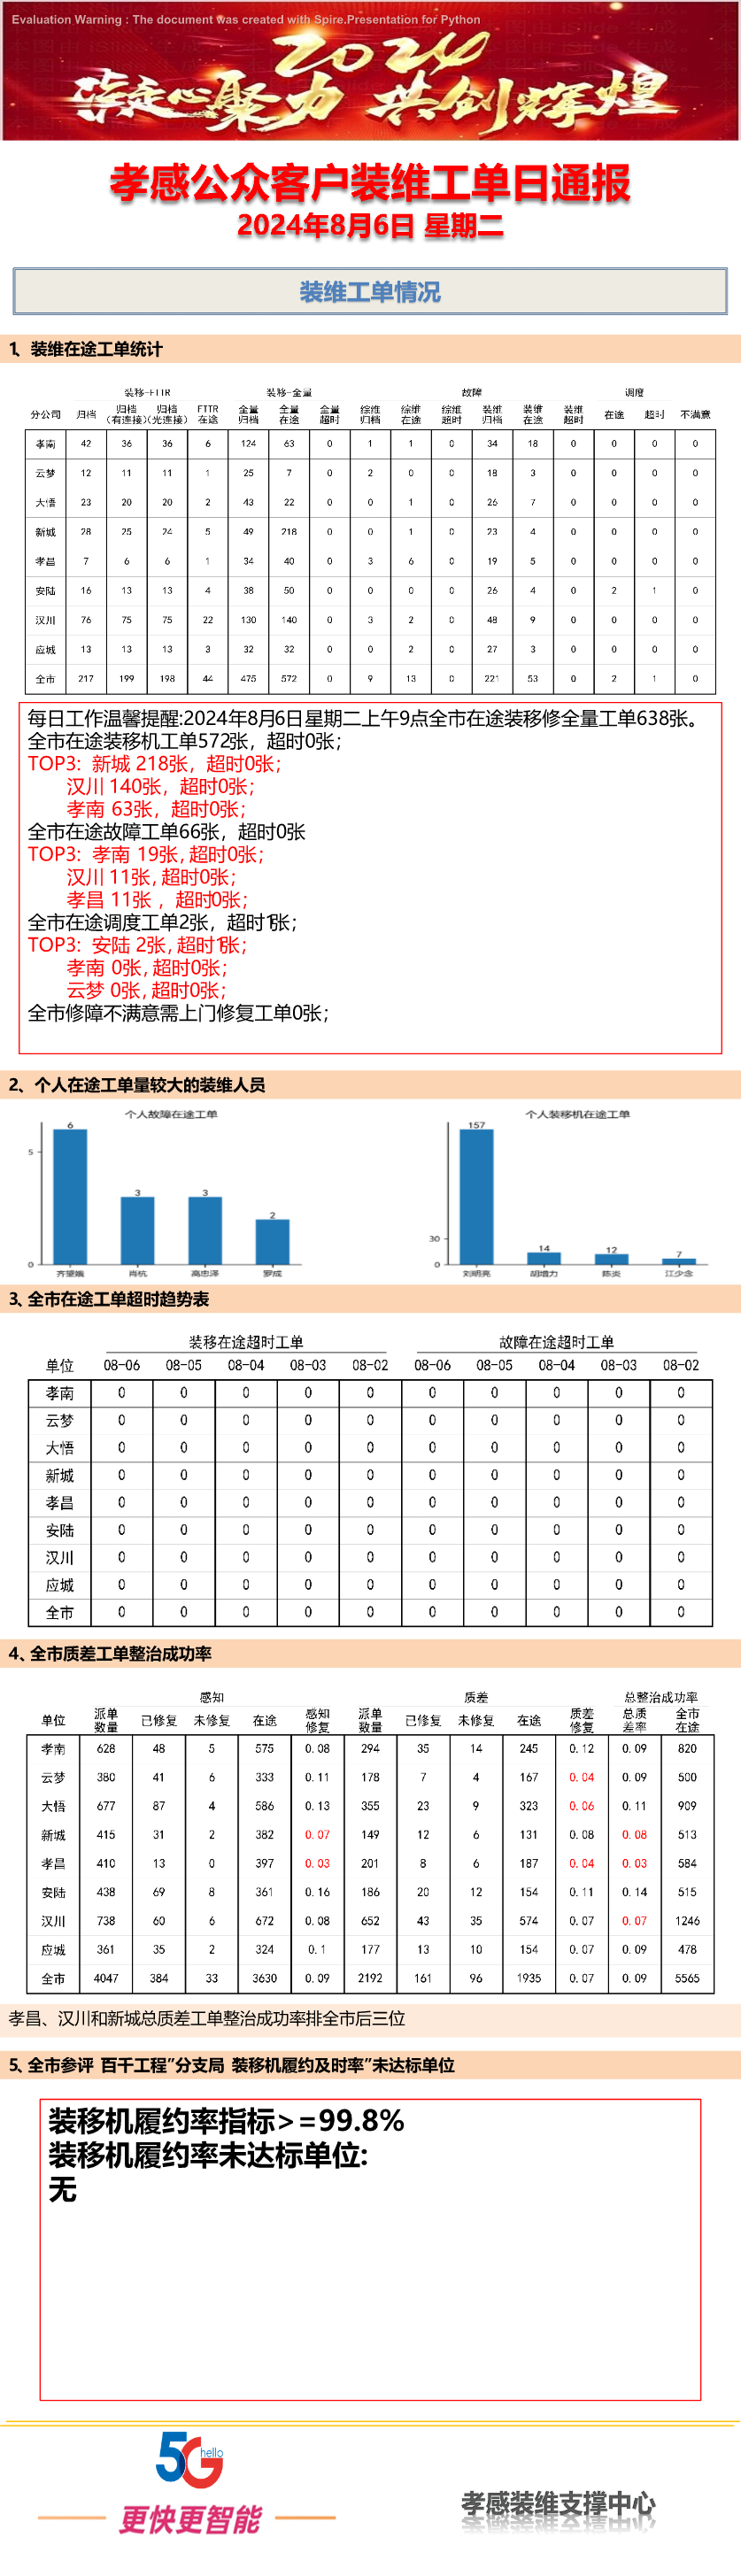 Evaluation Warning : The document was created with Spire.Presentation for Python
2024
走心聚力 共创辉煌
孝感公众客户装维工单日通报
2024年8月6日 星期二
装维工单情况
1、装维在途工单统计
装移-FTTR 装移-全量 故障 调度
分公司 归档 归档(有连接) 归档(光连接) FTTR在途 全量归档 全量在途 全量超时 综维归档 综维在途 综维超时 装维归档 装维在途 装维超时 在途 超时 不满意
孝南 42 36 36 6 124 63 0 1 1 0 34 18 0 0 0 0
云梦 12 11 11 1 25 7 0 2 0 0 18 3 0 0 0 0
大悟 23 20 20 2 43 22 0 0 1 0 26 7 0 0 0 0
新城 28 25 24 5 49 218 0 0 1 0 23 4 0 0 0 0
孝昌 7 6 6 1 34 40 0 3 6 0 19 5 0 0 0 0
安陆 16 13 13 4 38 50 0 0 0 0 26 4 0 2 1 0
汉川 76 75 75 22 130 140 0 3 2 0 48 9 0 0 0 0
应城 13 13 13 3 32 32 0 0 2 0 27 3 0 0 0 0
全市 217 199 198 44 475 572 0 9 13 0 221 53 0 2 1 0
每日工作温馨提醒:2024年8月6日星期二上午9点全市在途装移修全量工单638张。
全市在途装移机工单572张，超时0张；
TOP3: 新城 218张，超时0张；
汉川 140张，超时0张；
孝南 63张，超时0张；
全市在途故障工单66张，超时0张
TOP3: 孝南 19张,超时0张；
汉川 11张,超时0张；
孝昌 11张 ，超时0张；
全市在途调度工单2张，超时1张；
TOP3: 安陆 2张,超时1张；
孝南 0张,超时0张；
云梦 0张,超时0张；
全市修障不满意需上门修复工单0张；
2、个人在途工单量较大的装维人员
个人故障在途工单
6
5
3
3
2
0
齐望娥 肖杭 高忠泽 罗成
个人装移机在途工单
157
30
14
12
7
0
刘明亮 胡增力 陈炎 江少念
3、全市在途工单超时趋势表
装移在途超时工单 故障在途超时工单
单位 08-06 08-05 08-04 08-03 08-02 08-06 08-05 08-04 08-03 08-02
孝南 0 0 0 0 0 0 0 0 0 0
云梦 0 0 0 0 0 0 0 0 0 0
大悟 0 0 0 0 0 0 0 0 0 0
新城 0 0 0 0 0 0 0 0 0 0
孝昌 0 0 0 0 0 0 0 0 0 0
安陆 0 0 0 0 0 0 0 0 0 0
汉川 0 0 0 0 0 0 0 0 0 0
应城 0 0 0 0 0 0 0 0 0 0
全市 0 0 0 0 0 0 0 0 0 0
4、全市质差工单整治成功率
感知 质差 总整治成功率
单位 派单数量 已修复 未修复 在途 感知修复 派单数量 已修复 未修复 在途 质差修复 总质差率 全市在途
孝南 628 48 5 575 0.08 294 35 14 245 0.12 0.09 820
云梦 380 41 6 333 0.11 178 7 4 167 0.04 0.09 500
大悟 677 87 4 586 0.13 355 23 9 323 0.06 0.11 909
新城 415 31 2 382 0.07 149 12 6 131 0.08 0.08 513
孝昌 410 13 0 397 0.03 201 8 6 187 0.04 0.03 584
安陆 438 69 8 361 0.16 186 20 12 154 0.11 0.14 515
汉川 738 60 6 672 0.08 652 43 35 574 0.07 0.07 1246
应城 361 35 2 324 0.1 177 13 10 154 0.07 0.09 478
全市 4047 384 33 3630 0.09 2192 161 96 1935 0.07 0.09 5565
孝昌、汉川和新城总质差工单整治成功率排全市后三位
5、全市参评 百千工程”分支局 装移机履约及时率”未达标单位
装移机履约率指标>=99.8%
装移机履约率未达标单位:
无
5G hello
更快更智能
孝感装维支撑中心